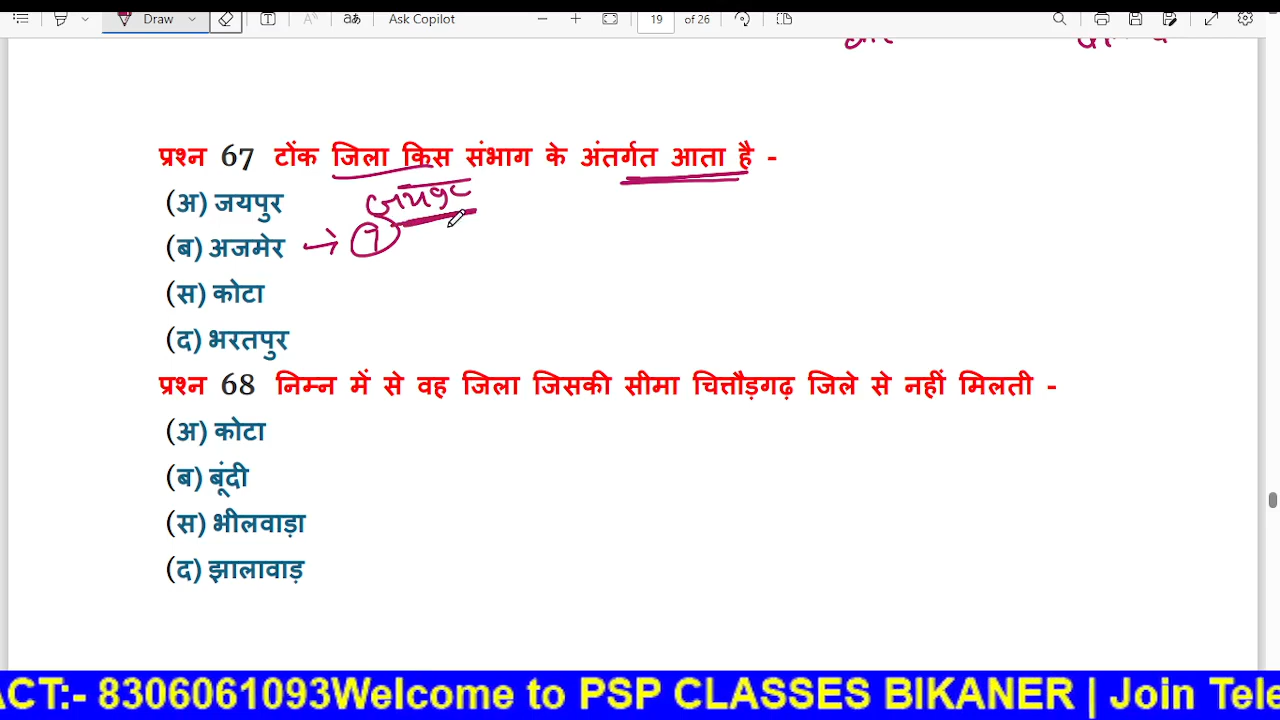 Draw
Ask Copilot
19 of 26
प्रश्न 67 टोंक जिला किस संभाग के अंतर्गत आता है -
(अ) जयपुर
(ब) अजमेर → 7
(स) कोटा
(द) भरतपुर
प्रश्न 68 निम्न में से वह जिला जिसकी सीमा चित्तौड़गढ़ जिले से नहीं मिलती -
(अ) कोटा
(ब) बूंदी
(स) भीलवाड़ा
(द) झालावाड़
ACT:- 8306061093Welcome to PSP CLASSES BIKANER | Join Tele